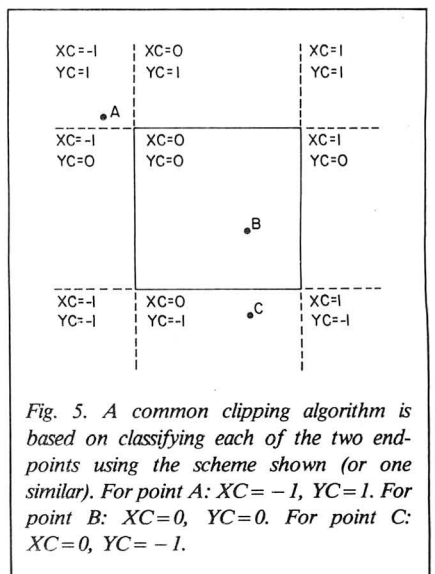 XC=-1 XC=0 XC=1
YC=1 YC=1 YC=1
A
XC=-1 XC=0 XC=1
YC=0 YC=0 YC=0
B
XC=-1 XC=0 XC=1
YC=-1 YC=-1 YC=-1
C
Fig. 5. A common clipping algorithm is
based on classifying each of the two end-
points using the scheme shown (or one
similar). For point A: XC= -1, YC=1. For
point B: XC=0, YC=0. For point C:
XC=0, YC= -1.